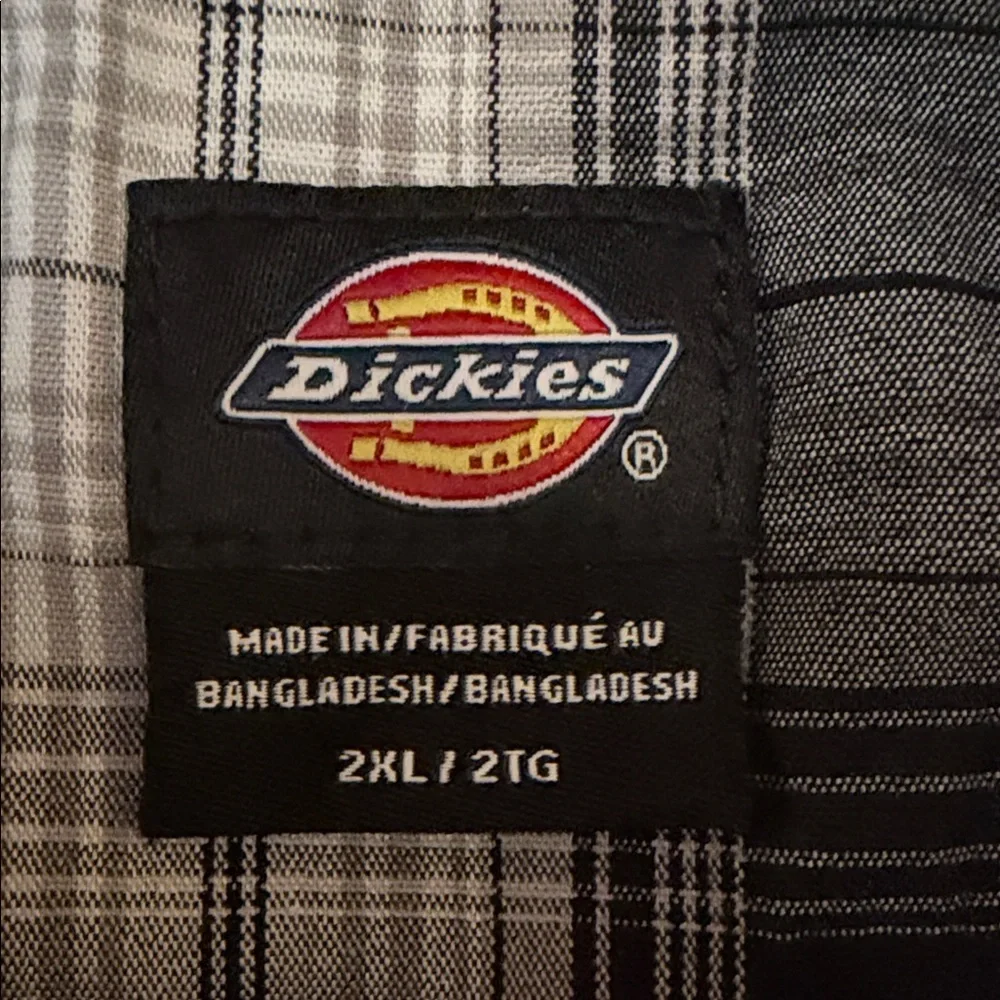 Dickies
®
MADE IN/FABRIQUÉ AU
BANGLADESH/BANGLADESH
2XL / 2TG